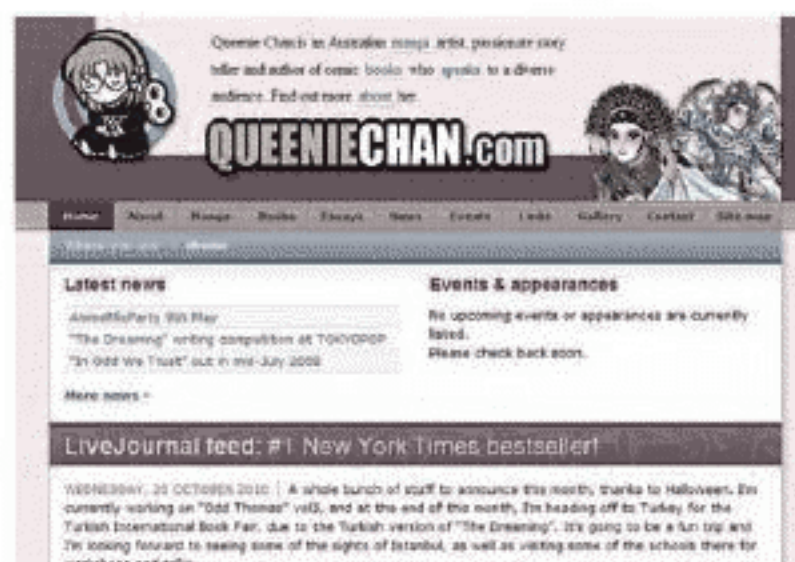 Queenie Chan is an Australian manga artist, passionate story
teller and author of comic books who speaks to a diverse
audience. Find out more about her.
QUEENIECHAN.com
Home About Manga Books Essays News Events Links Gallery Contact Site map
Home
Latest news
9th May
"The Dreaming" writing competition at TOKYOPOP
"In Odd We Trust" out in mid-July 2008
More news
Events & appearances
No upcoming events or appearances are currently
listed.
Please check back soon.
LiveJournal feed: #1 New York Times bestseller!
WEDNESDAY, 20 OCTOBER 2010 | A whole bunch of stuff to announce this month, thanks to Halloween. I'm
currently working on "Odd Thomas" vol3, and at the end of this month, I'm heading off to Turkey for the
Turkish International Book Fair, due to the Turkish version of "The Dreaming". It's going to be a fun trip and
I'm looking forward to seeing some of the sights of Istanbul, as well as visiting some of the schools there for